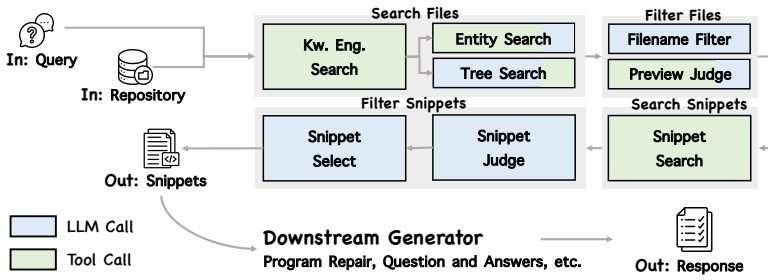 Search Files
Filter Files
In: Query
In: Repository
Kw. Eng.
Search
Entity Search
Tree Search
Filename Filter
Preview Judge
Filter Snippets
Search Snippets
Out: Snippets
Snippet
Select
Snippet
Judge
Snippet
Search
LLM Call
Tool Call
Downstream Generator
Program Repair, Question and Answers, etc.
Out: Response